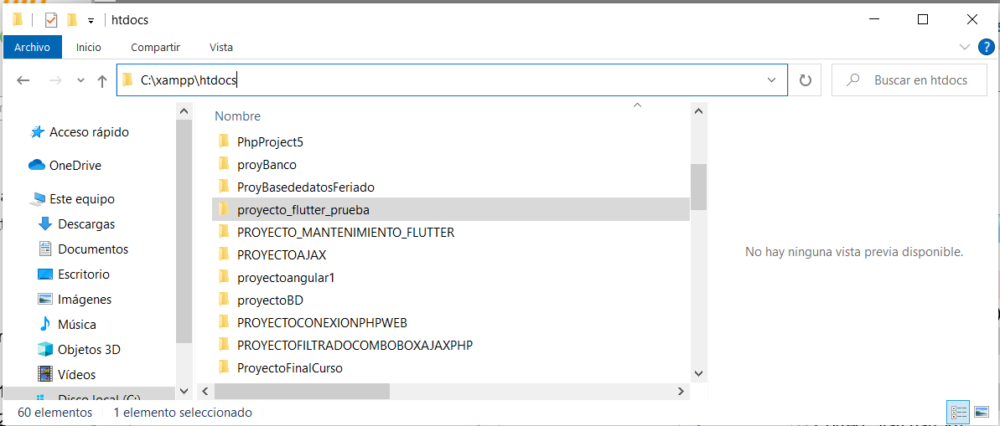 htdocs
Archivo Inicio Compartir Vista
C:\xampp\htdocs
Buscar en htdocs
Acceso rápido
OneDrive
Este equipo
Descargas
Documentos
Escritorio
Imágenes
Música
Objetos 3D
Vídeos
Disco local (C:)
Nombre
PhpProject5
proyBanco
ProyBasededatosFeriado
proyecto_flutter_prueba
PROYECTO_MANTENIMIENTO_FLUTTER
PROYECTOAJAX
proyectoangular1
proyectoBD
PROYECTOCONEXIONPHPWEB
PROYECTOFILTRADOCOMBOBOXAJAXPHP
ProyectoFinalCurso
No hay ninguna vista previa disponible.
60 elementos 1 elemento seleccionado